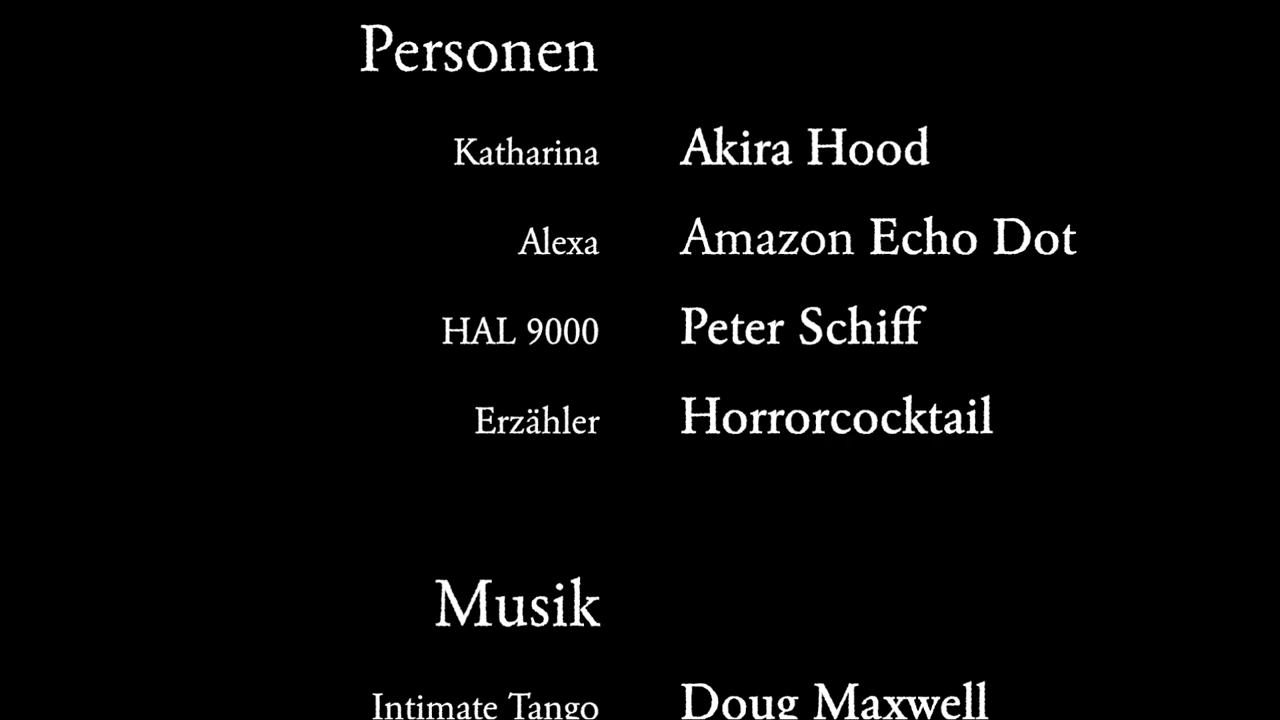 Personen
Katharina Akira Hood
Alexa Amazon Echo Dot
HAL 9000 Peter Schiff
Erzähler Horrorcocktail
Musik
Intimate Tango Doug Maxwell